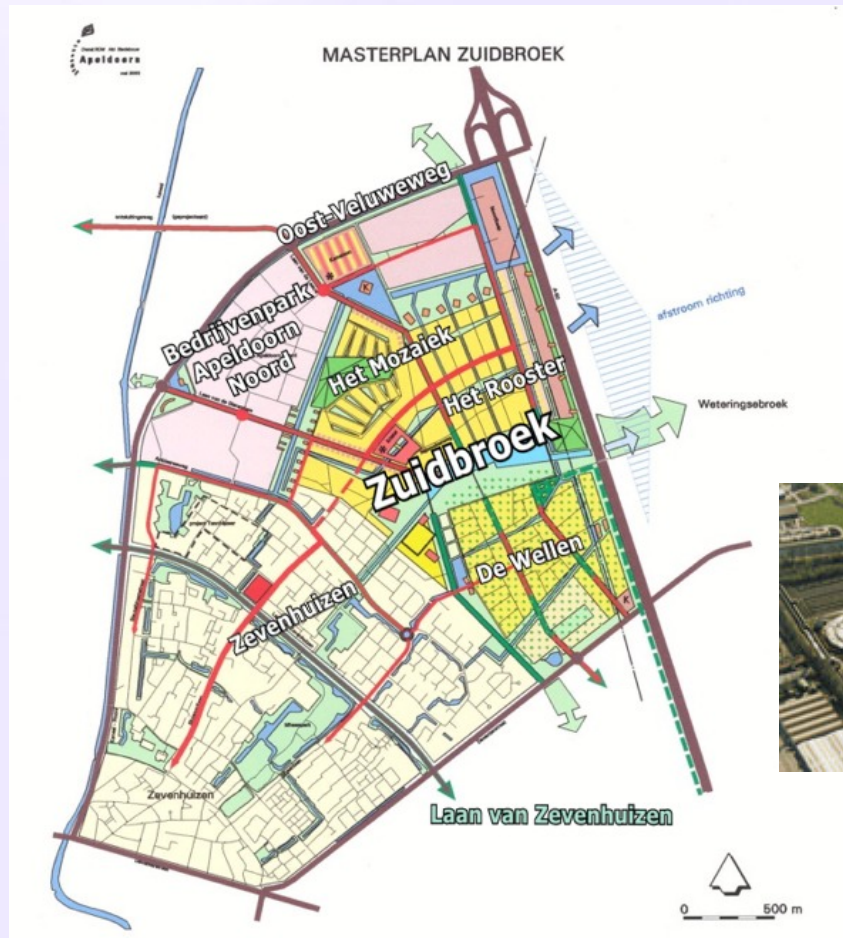 Apeldoorn
MASTERPLAN ZUIDBROEK
Oost-Veluweweg
Bedrijvenpark
Apeldoorn
Noord
Het Mozaiek
Het Rooster
afstroom richting
Weteringsebroek
Zuidbroek
De Wellen
K
K
Zevenhuizen
Zevenhuizen
Laan van Zevenhuizen
0 500 m